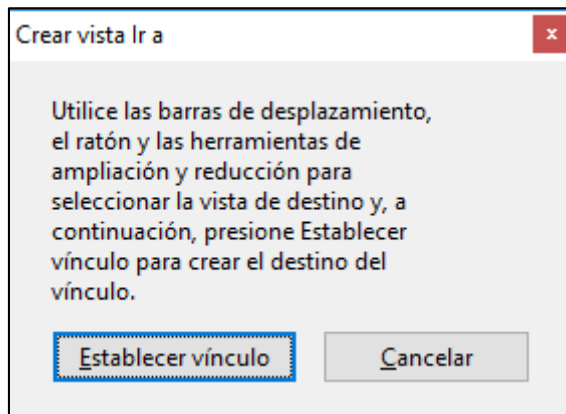 Crear vista Ir a
x
Utilice las barras de desplazamiento,
el ratón y las herramientas de
ampliación y reducción para
seleccionar la vista de destino y, a
continuación, presione Establecer
vínculo para crear el destino del
vínculo.
Establecer vínculo
Cancelar